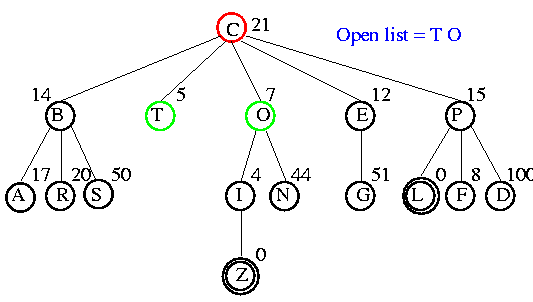 C 21
Open list = T O
14 5 7 12 15
B T O E P
17 20 50 4 44 51 0 8 100
A R S I N G L F D
0
Z